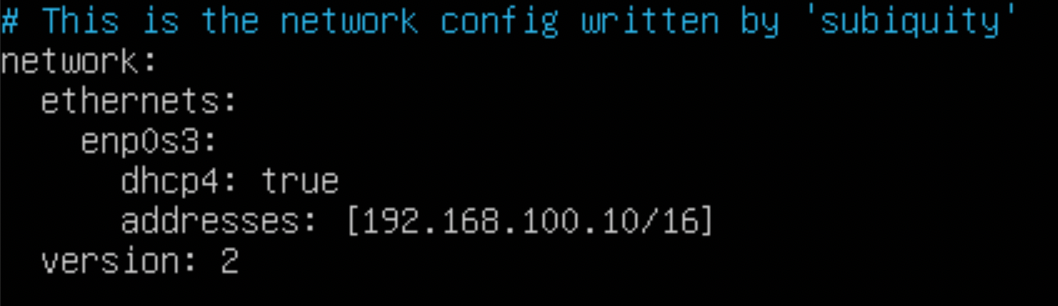 # This is the network config written by 'subiquity'
network:
  ethernets:
    enp0s3:
      dhcp4: true
      addresses: [192.168.100.10/16]
  version: 2